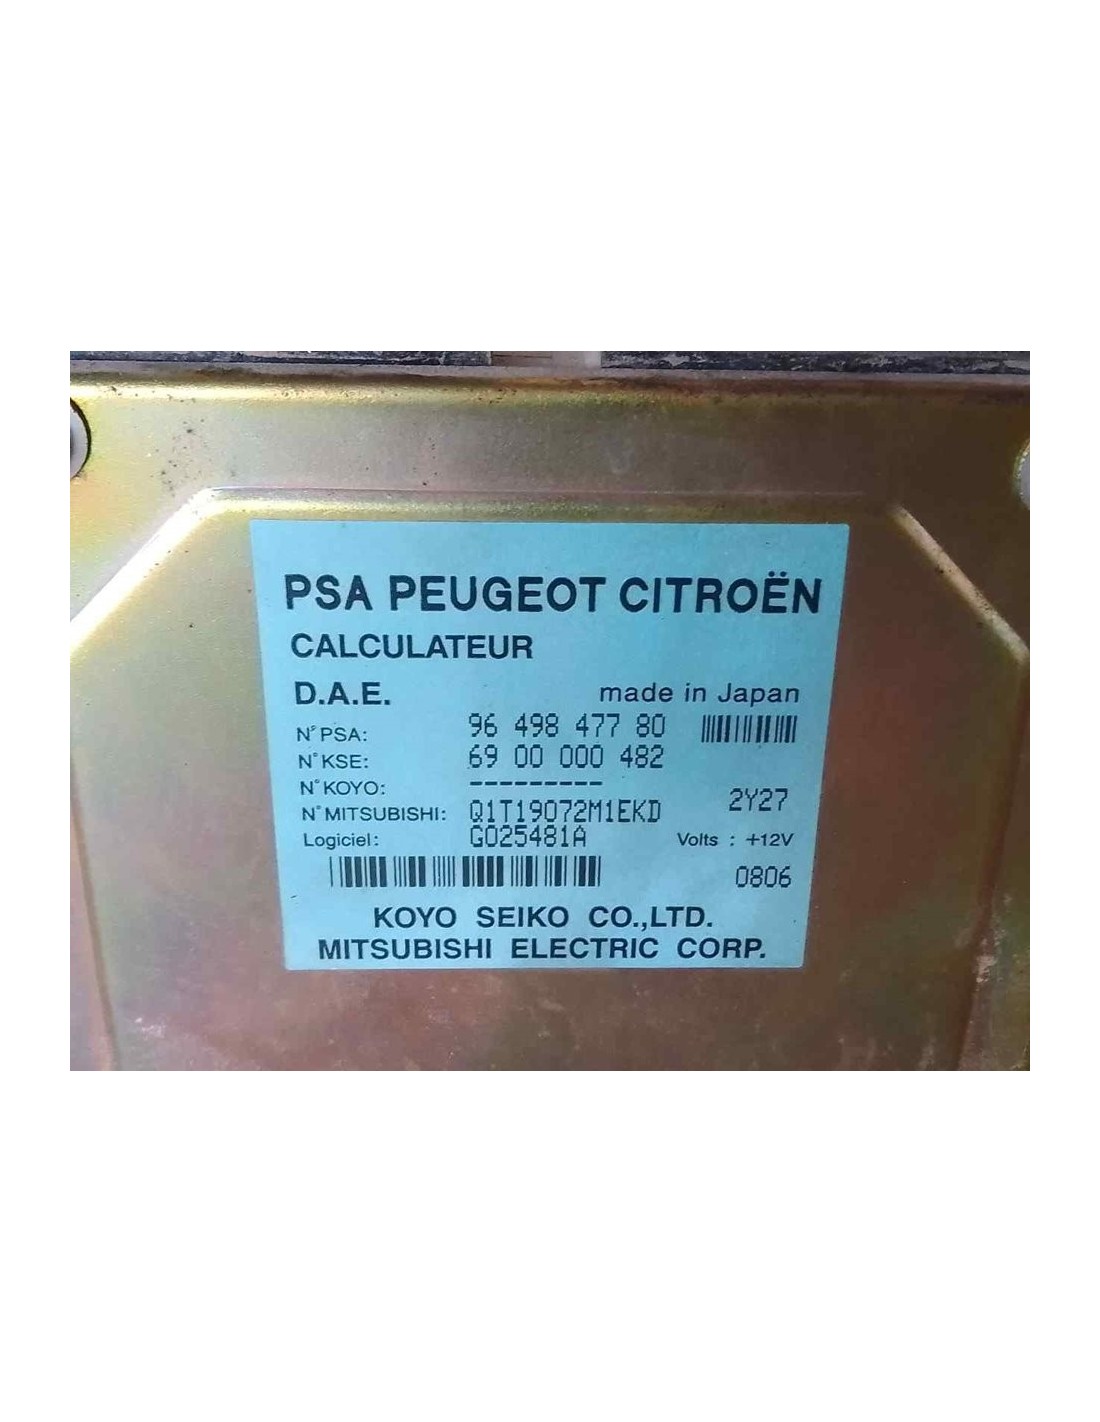 PSA PEUGEOT CITROËN
CALCULATEUR
D.A.E. made in Japan
N° PSA: 96 498 477 80
N° KSE: 69 00 000 482
N° KOYO: ---------
N° MITSUBISHI: Q1T19072M1EKD 2Y27
Logiciel: G025481A Volts : +12V
0806
KOYO SEIKO CO.,LTD.
MITSUBISHI ELECTRIC CORP.